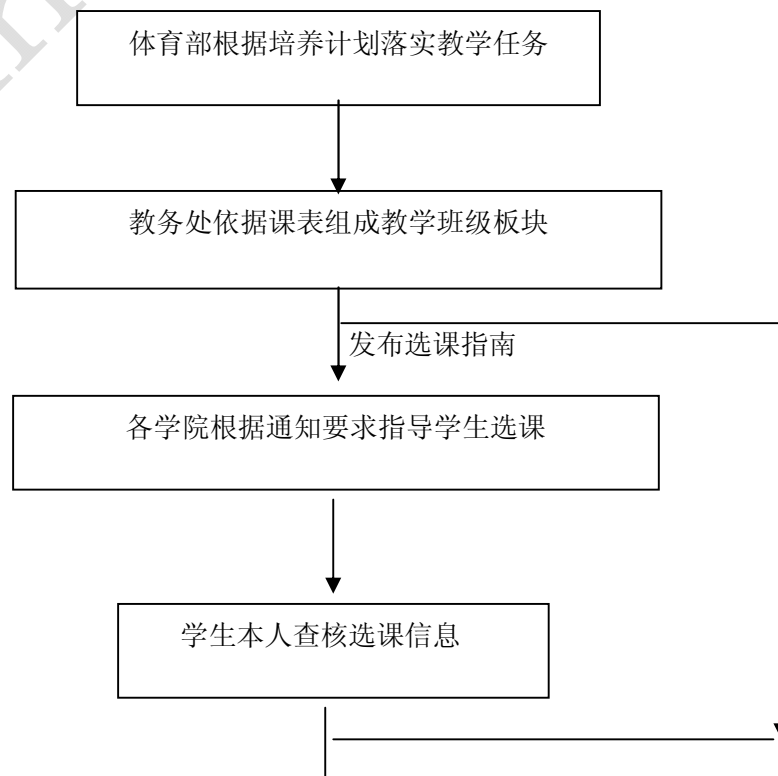 体育部根据培养计划落实教学任务
教务处依据课表组成教学班级板块
发布选课指南
各学院根据通知要求指导学生选课
学生本人查核选课信息